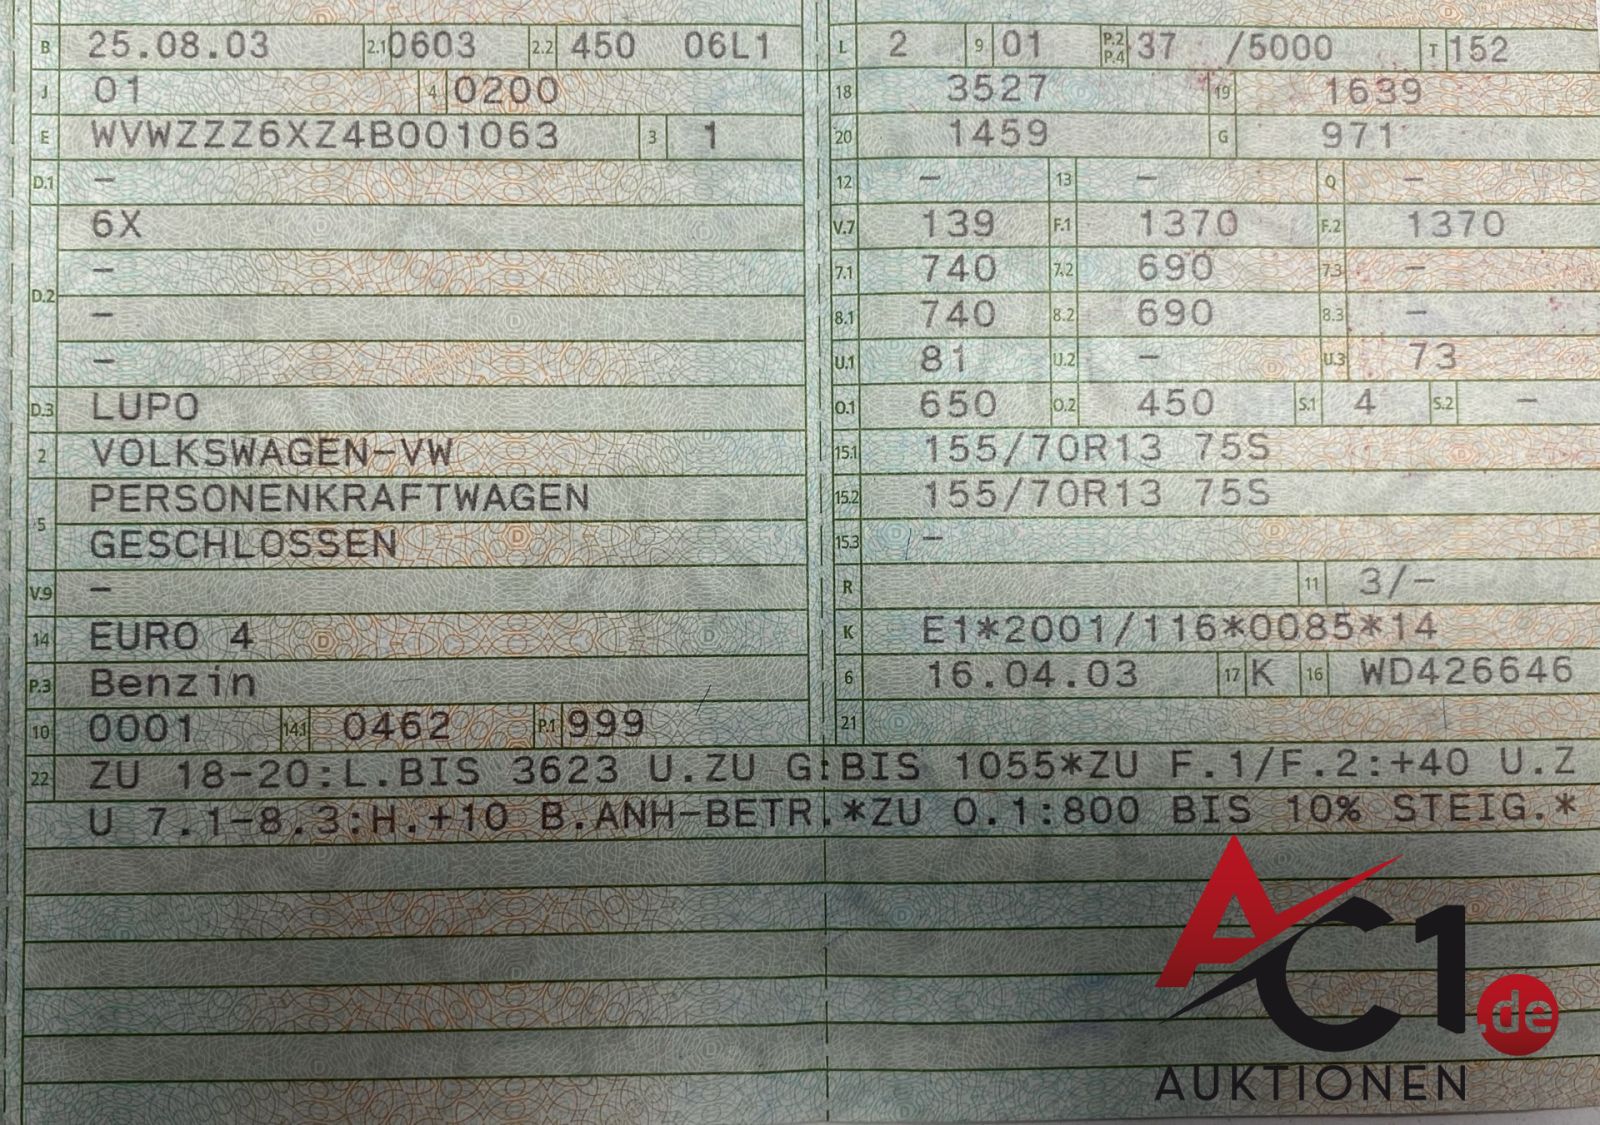 B 25.08.03 2.1 0603 2.2 450 06L1
J 01 4 0200
E WVWZZZ6XZ4B001063 3 1
D.1 –
6X
–
D.2
–
–
D.3 LUPO
2 VOLKSWAGEN-VW
PERSONENKRAFTWAGEN
5
GESCHLOSSEN
V.9 –
14 EURO 4
P.3 Benzin
10 0001 14.1 0462 P.1 999
L 2 9 01 P.2 P.4 37 /5000 T 152
18 3527 19 1639
20 1459 G 971
12 – 13 – Q –
V.7 139 F.1 1370 F.2 1370
7.1 740 7.2 690 7.3 –
8.1 740 8.2 690 8.3 –
U.1 81 U.2 – U.3 73
O.1 650 O.2 450 S.1 4 S.2 –
15.1 155/70R13 75S
15.2 155/70R13 75S
15.3 –
R 11 3/–
K E1*2001/116*0085*14
6 16.04.03 17 K 16 WD426646
21
22 ZU 18-20:L.BIS 3623 U.ZU G:BIS 1055*ZU F.1/F.2:+40 U.Z
U 7.1-8.3:H.+10 B.ANH-BETR.*ZU O.1:800 BIS 10% STEIG.*
AC1.de
AUKTIONEN